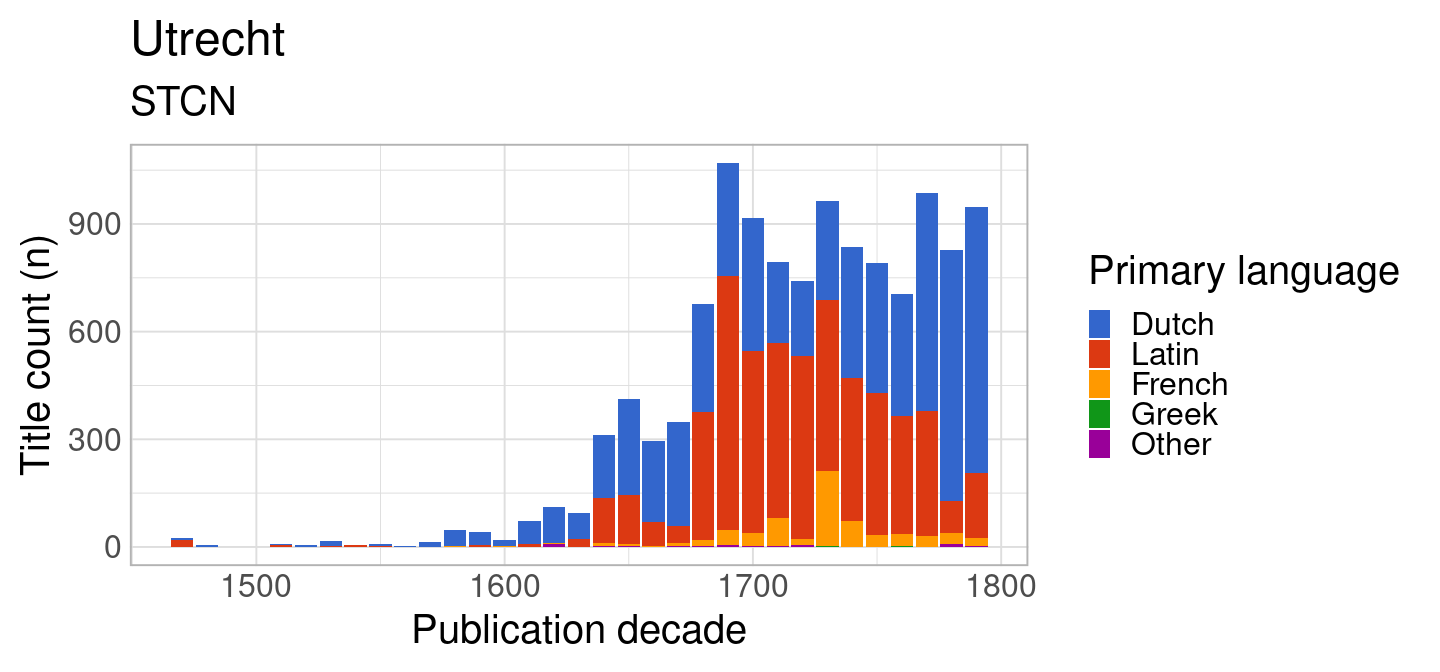 Utrecht
STCN
Title count (n)
900
600
300
0
1500
1600
1700
1800
Publication decade
Primary language
Dutch
Latin
French
Greek
Other